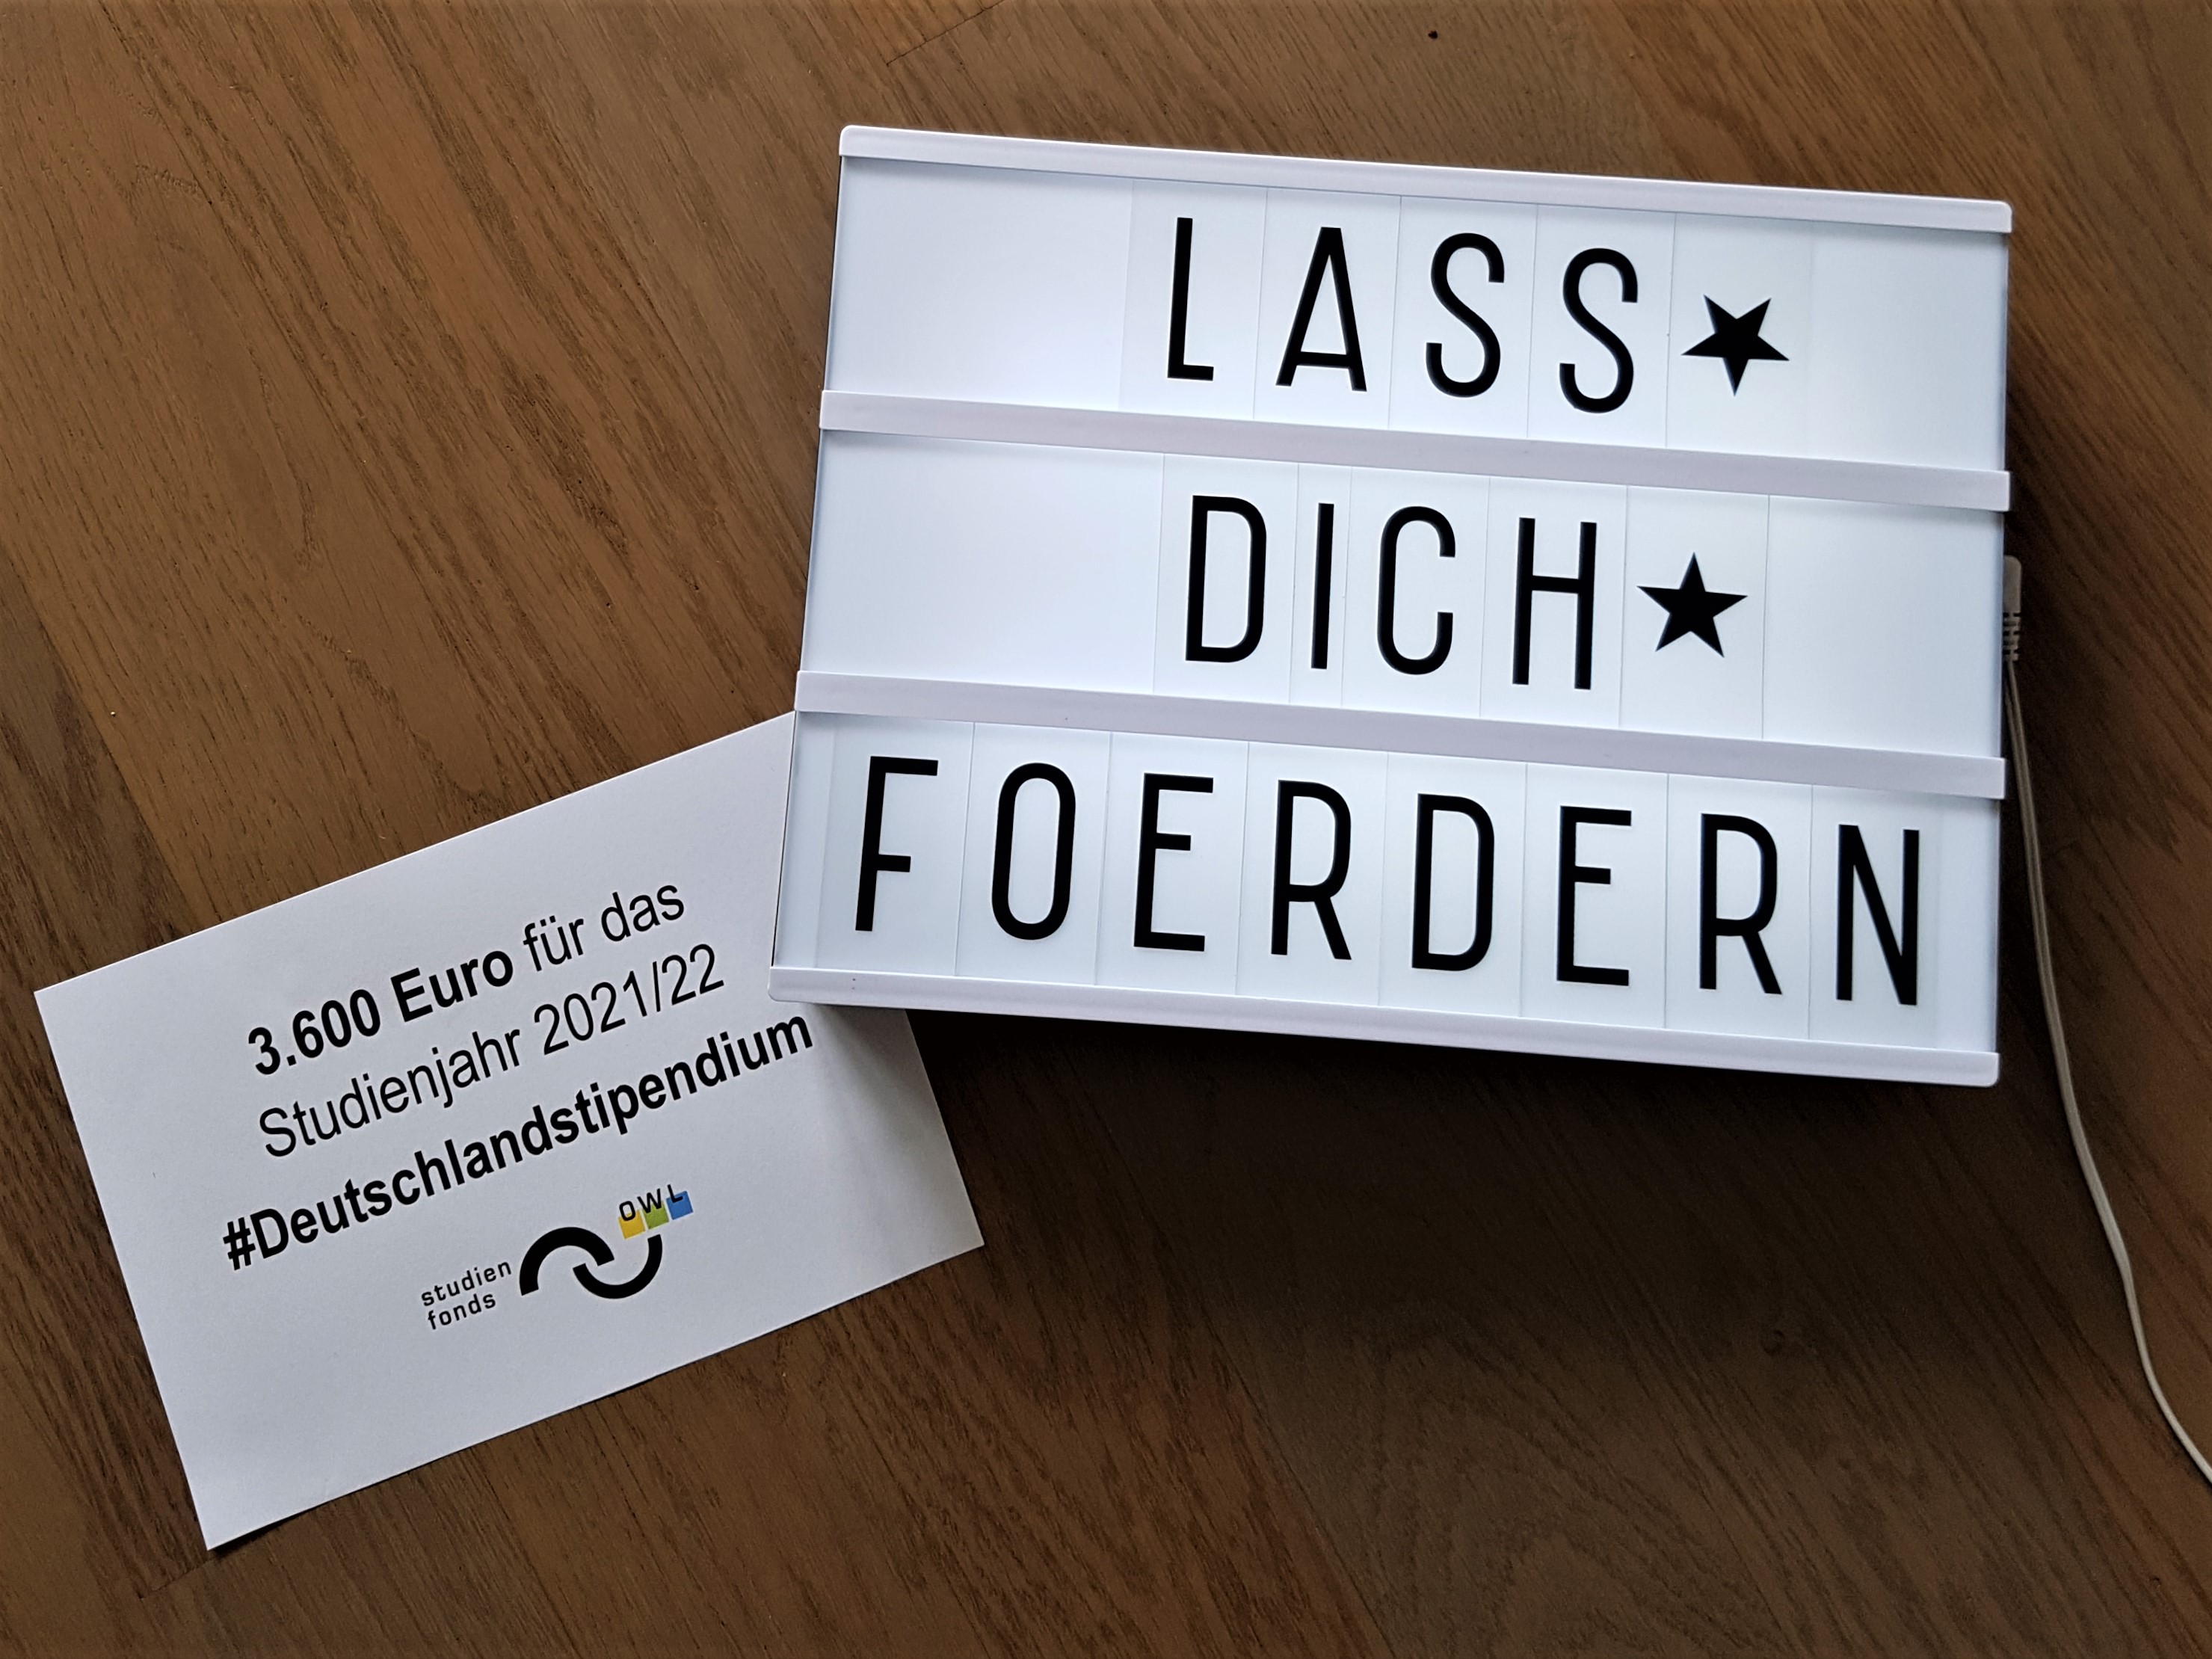 LASS★
DICH★
FOERDERN
3.600 Euro für das
Studienjahr 2021/22
#Deutschlandstipendium
studien
fonds
OWL